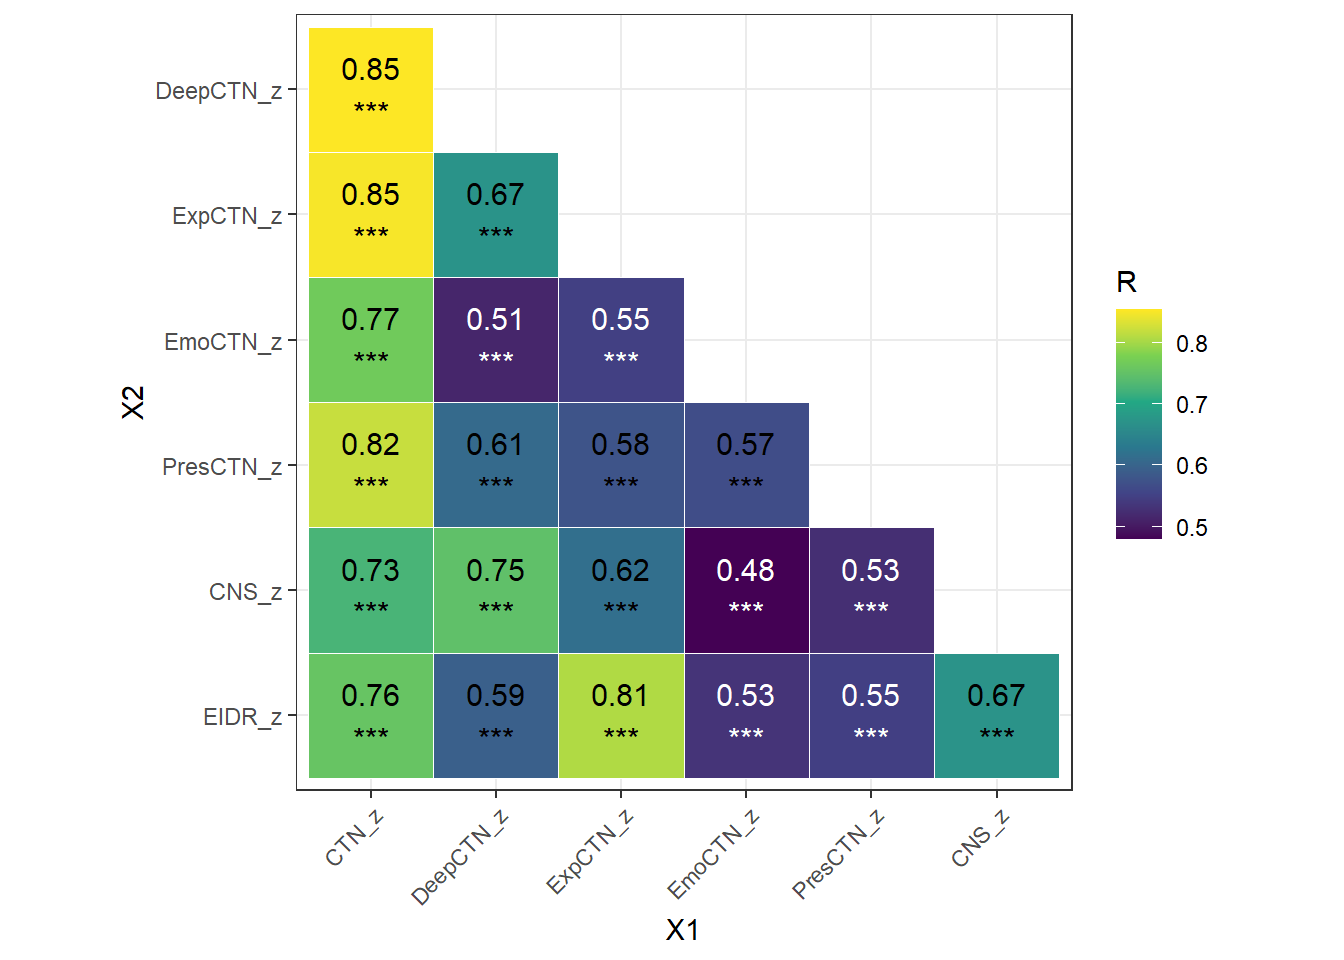 DeepCTN_z 0.85
***
ExpCTN_z 0.85 0.67
*** ***
EmoCTN_z 0.77 0.51 0.55
*** *** ***
PresCTN_z 0.82 0.61 0.58 0.57
*** *** *** ***
CNS_z 0.73 0.75 0.62 0.48 0.53
*** *** *** *** ***
EIDR_z 0.76 0.59 0.81 0.53 0.55 0.67
*** *** *** *** *** ***
X2
CTN_z DeepCTN_z ExpCTN_z EmoCTN_z PresCTN_z CNS_z
X1
R
0.8
0.7
0.6
0.5